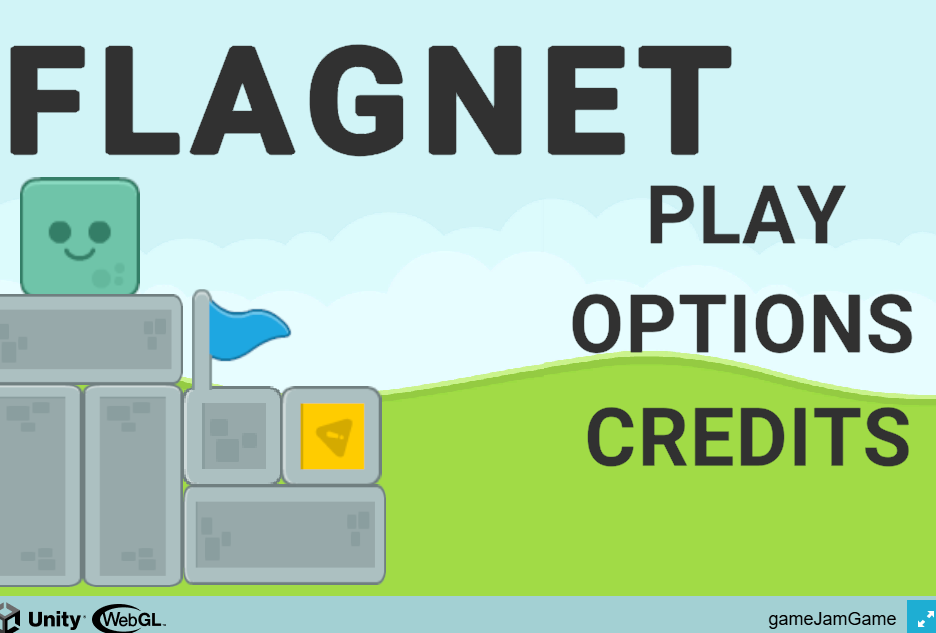 FLAGNET
PLAY
OPTIONS
CREDITS
Unity WebGL
gameJamGame